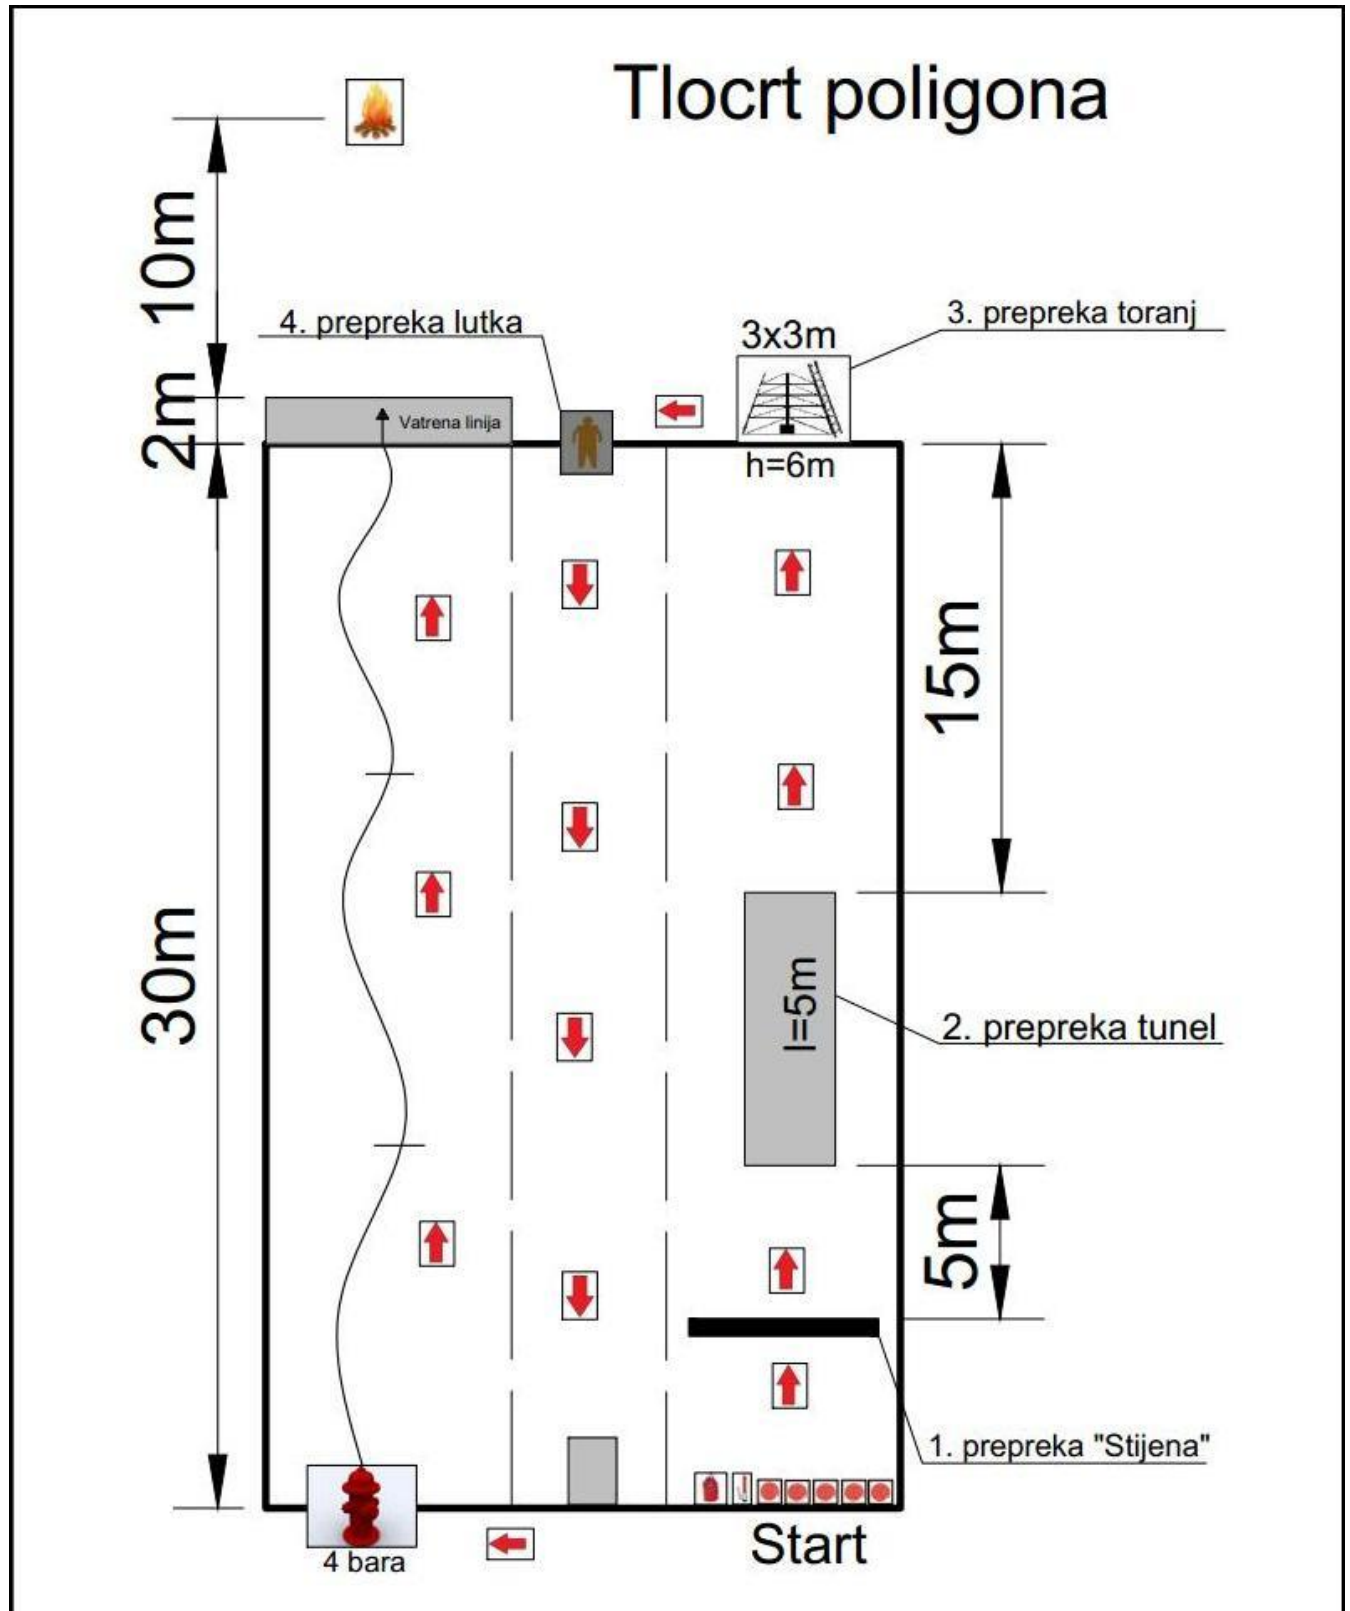 Tlocrt poligona
10m
4. prepreka lutka
3x3m
3. prepreka toranj
2m
Vatrena linija
h=6m
15m
30m
l=5m
2. prepreka tunel
5m
1. prepreka "Stijena"
Start
4 bara